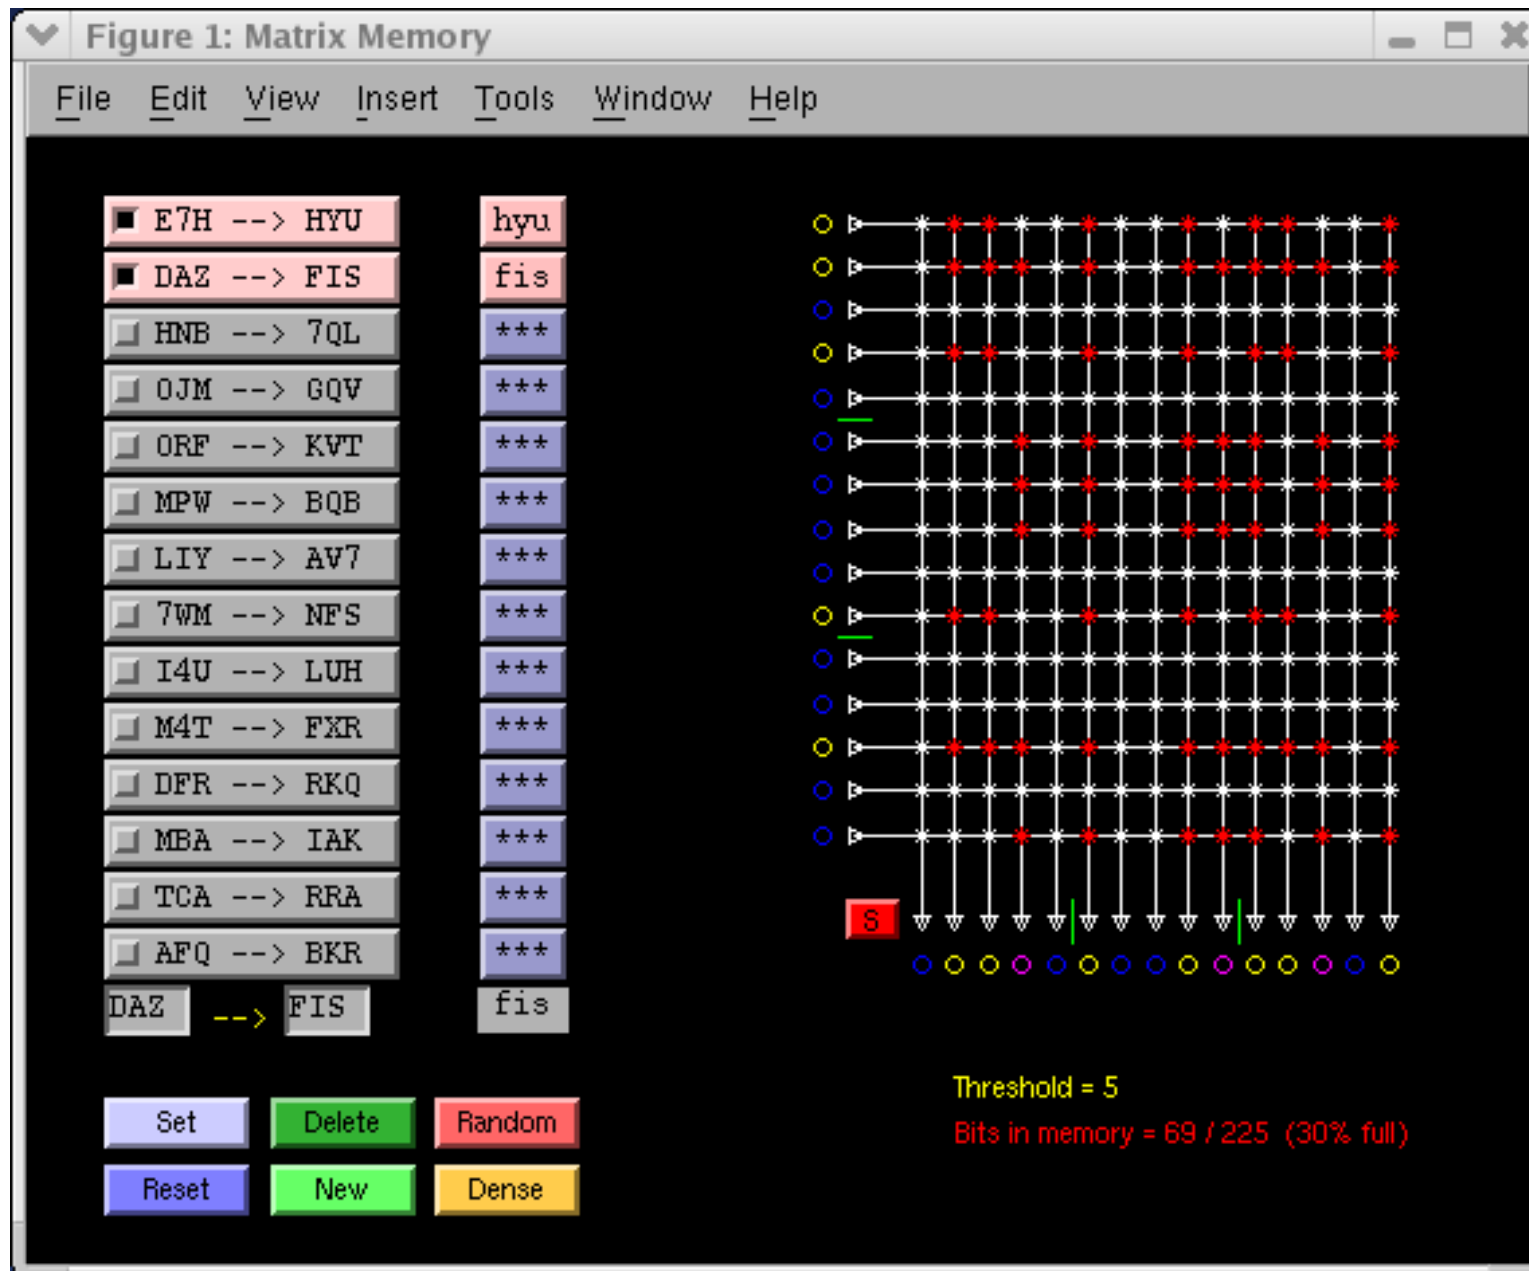 Figure 1: Matrix Memory
File Edit View Insert Tools Window Help
E7H --> HYU hyu
DAZ --> FIS fis
HNB --> 7QL ***
OJM --> GQV ***
ORF --> KVT ***
MPW --> BQB ***
LIY --> AV7 ***
7WM --> NFS ***
I4U --> LUH ***
M4T --> FXR ***
DFR --> RKQ ***
MBA --> IAK ***
TCA --> RRA ***
AFQ --> BKR ***
DAZ --> FIS fis
S
Set Delete Random
Reset New Dense
Threshold = 5
Bits in memory = 69 / 225 (30% full)